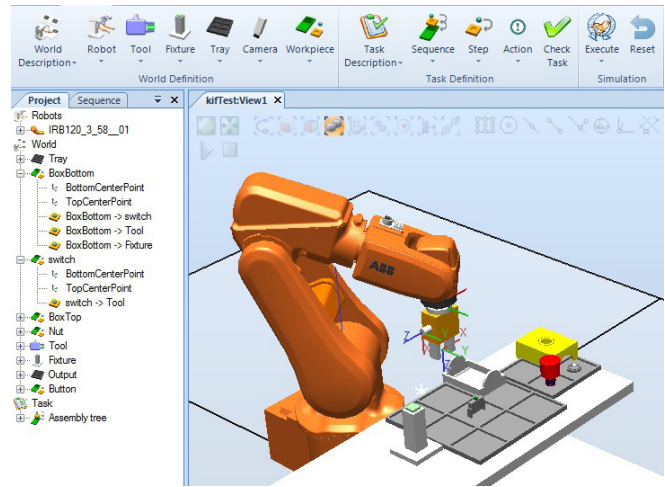 World Description
Robot
Tool
Fixture
Tray
Camera
Workpiece
Task Description
Sequence
Step
Action
Check Task
Execute
Reset
World Definition
Task Definition
Simulation
Project
Sequence
kifTest:View1
Robots
IRB120_3_58__01
World
Tray
BoxBottom
BottomCenterPoint
TopCenterPoint
BoxBottom -> switch
BoxBottom -> Tool
BoxBottom -> Fixture
switch
BottomCenterPoint
TopCenterPoint
switch -> Tool
BoxTop
Nut
Tool
Fixture
Output
Button
Task
Assembly tree
ABB
Z
X
Y
X
Y
Z